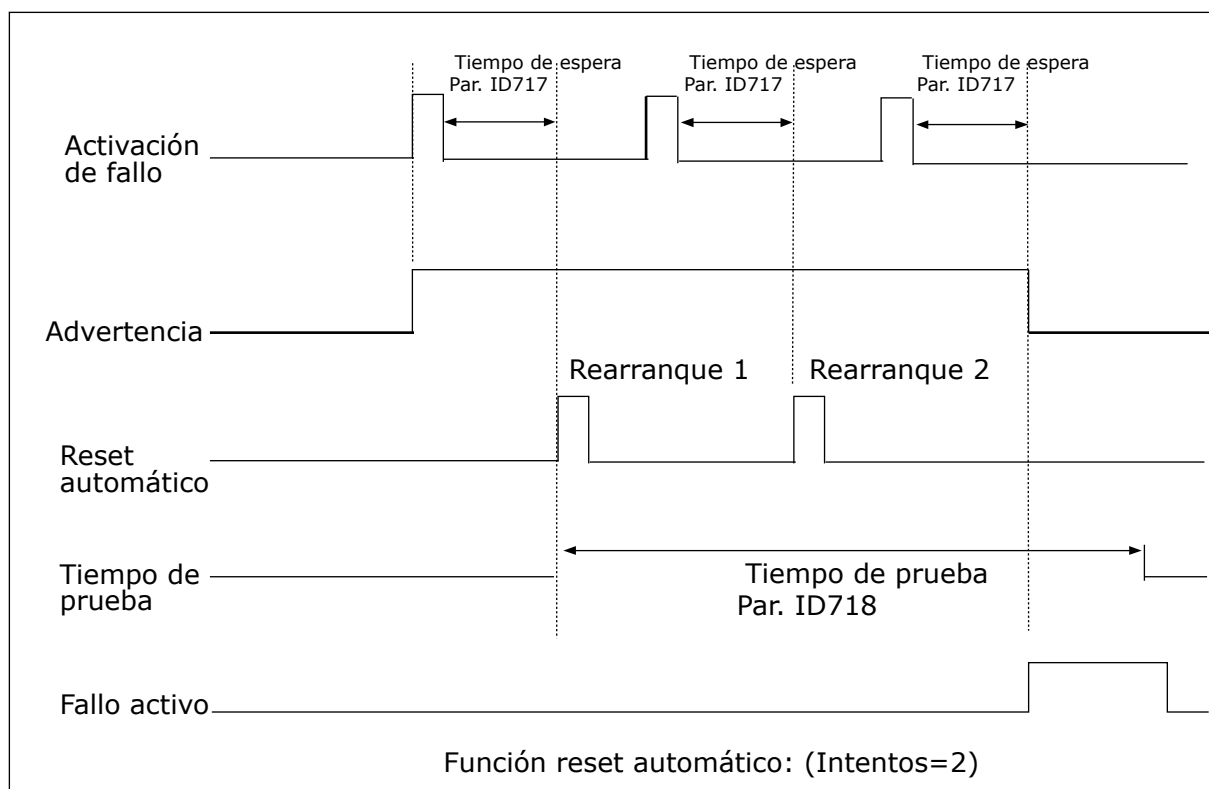 Tiempo de espera
Par. ID717
Tiempo de espera
Par. ID717
Tiempo de espera
Par. ID717
Activación
de fallo
Advertencia
Rearranque 1
Rearranque 2
Reset
automático
Tiempo de
prueba
Tiempo de prueba
Par. ID718
Fallo activo
Función reset automático: (Intentos=2)